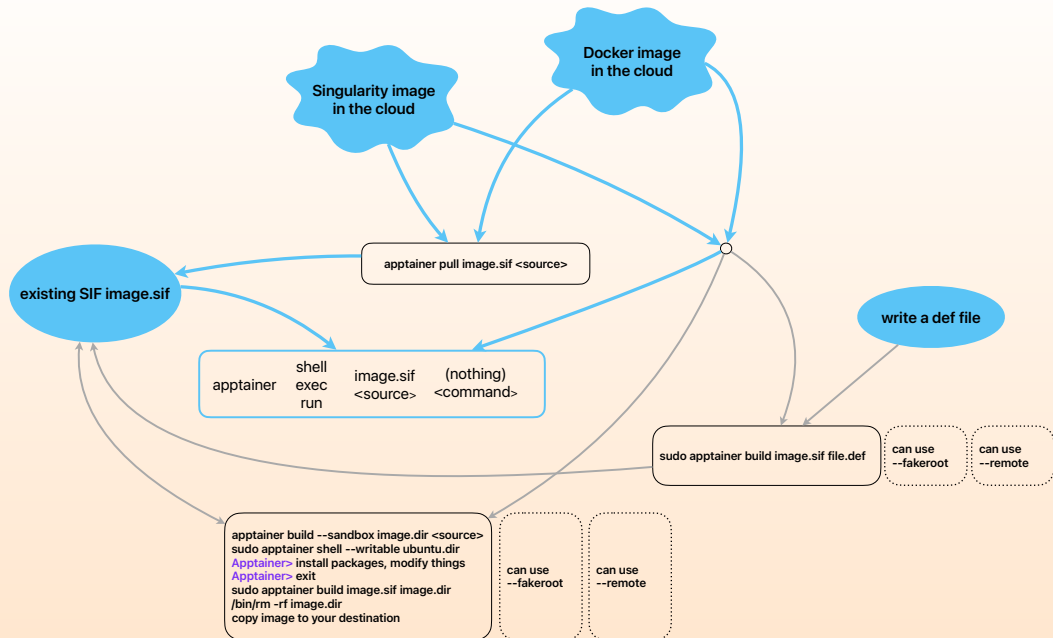 Docker image
in the cloud
Singularity image
in the cloud
apptainer pull image.sif <source>
existing SIF image.sif
write a def file
apptainer
shell
exec
run
image.sif
<source>
(nothing)
<command>
sudo apptainer build image.sif file.def
can use
--fakeroot
can use
--remote
apptainer build --sandbox image.dir <source>
sudo apptainer shell --writable ubuntu.dir
Apptainer> install packages, modify things
Apptainer> exit
sudo apptainer build image.sif image.dir
/bin/rm -rf image.dir
copy image to your destination
can use
--fakeroot
can use
--remote